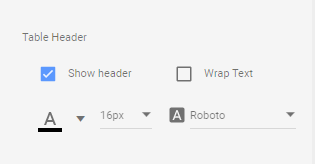 Table Header
Show header Wrap Text
A 16px A Roboto